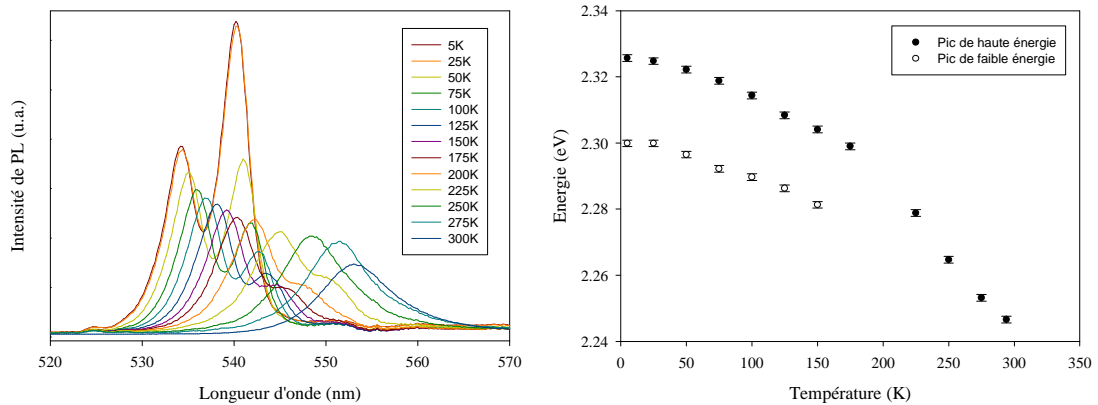 Intensité de PL (u.a.)
5K
25K
50K
75K
100K
125K
150K
175K
200K
225K
250K
275K
300K
520 530 540 550 560 570
Longueur d'onde (nm)
Energie (eV)
2.34
2.32
2.30
2.28
2.26
2.24
Pic de haute énergie
Pic de faible énergie
0 50 100 150 200 250 300 350
Température (K)